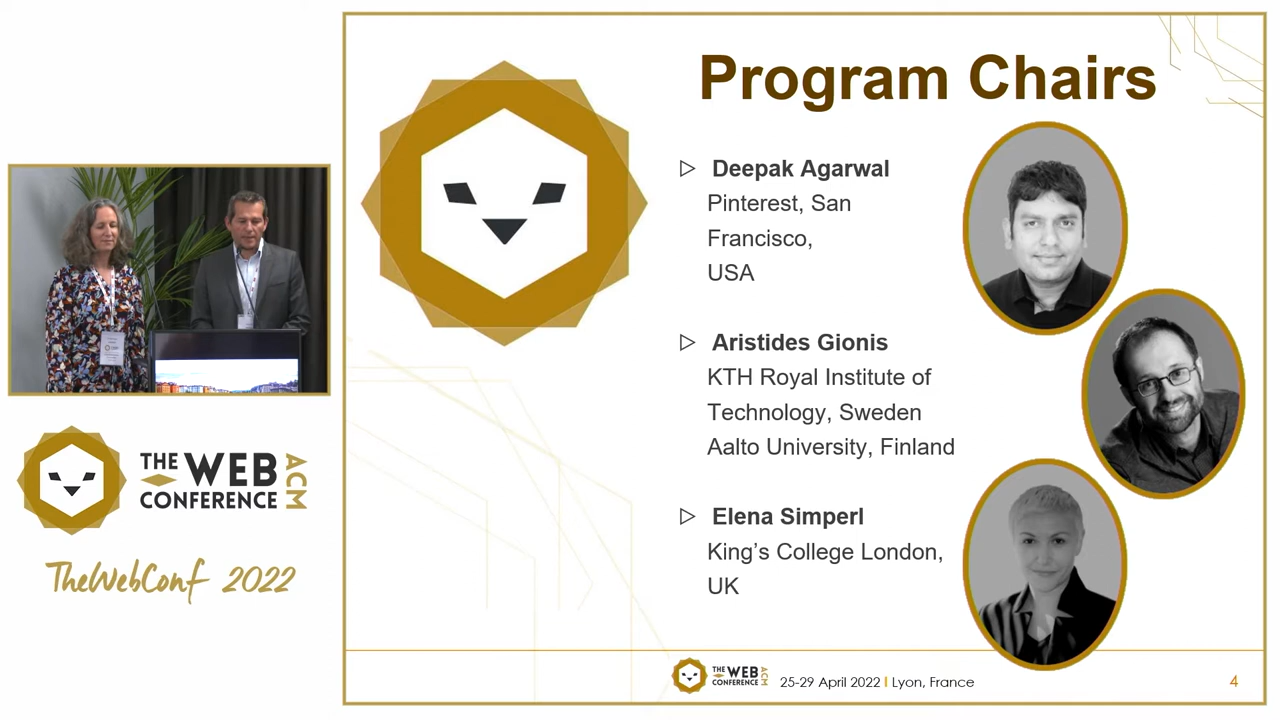 Program Chairs
▷ Deepak Agarwal
Pinterest, San
Francisco,
USA
▷ Aristides Gionis
KTH Royal Institute of
Technology, Sweden
Aalto University, Finland
▷ Elena Simperl
King's College London,
UK
THE WEB
CONFERENCE
ACM
TheWebConf 2022
THE WEB
CONFERENCE
ACM
25-29 April 2022 | Lyon, France
4